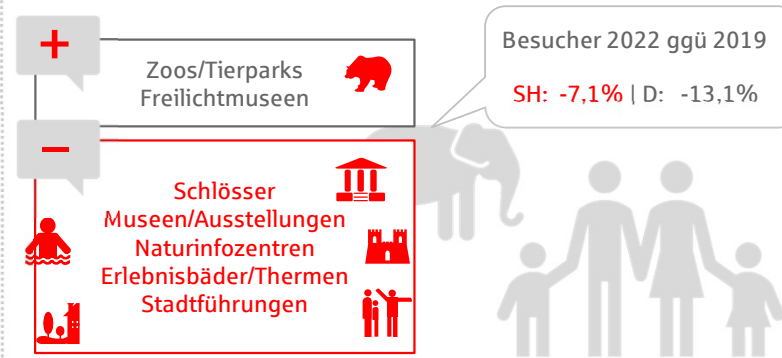 +
Zoos/Tierparks
Freilichtmuseen
Besucher 2022 ggü 2019
SH: -7,1% | D: -13,1%
–
Schlösser
Museen/Ausstellungen
Naturinfozentren
Erlebnisbäder/Thermen
Stadtführungen